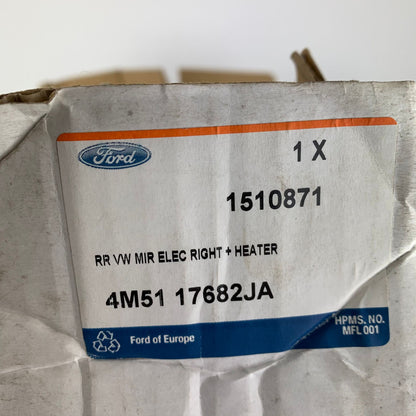 Ford
1 X
1510871
RR VW MIR ELEC RIGHT + HEATER
4M51 17682JA
Ford of Europe
HPMS. NO.
MFL 001